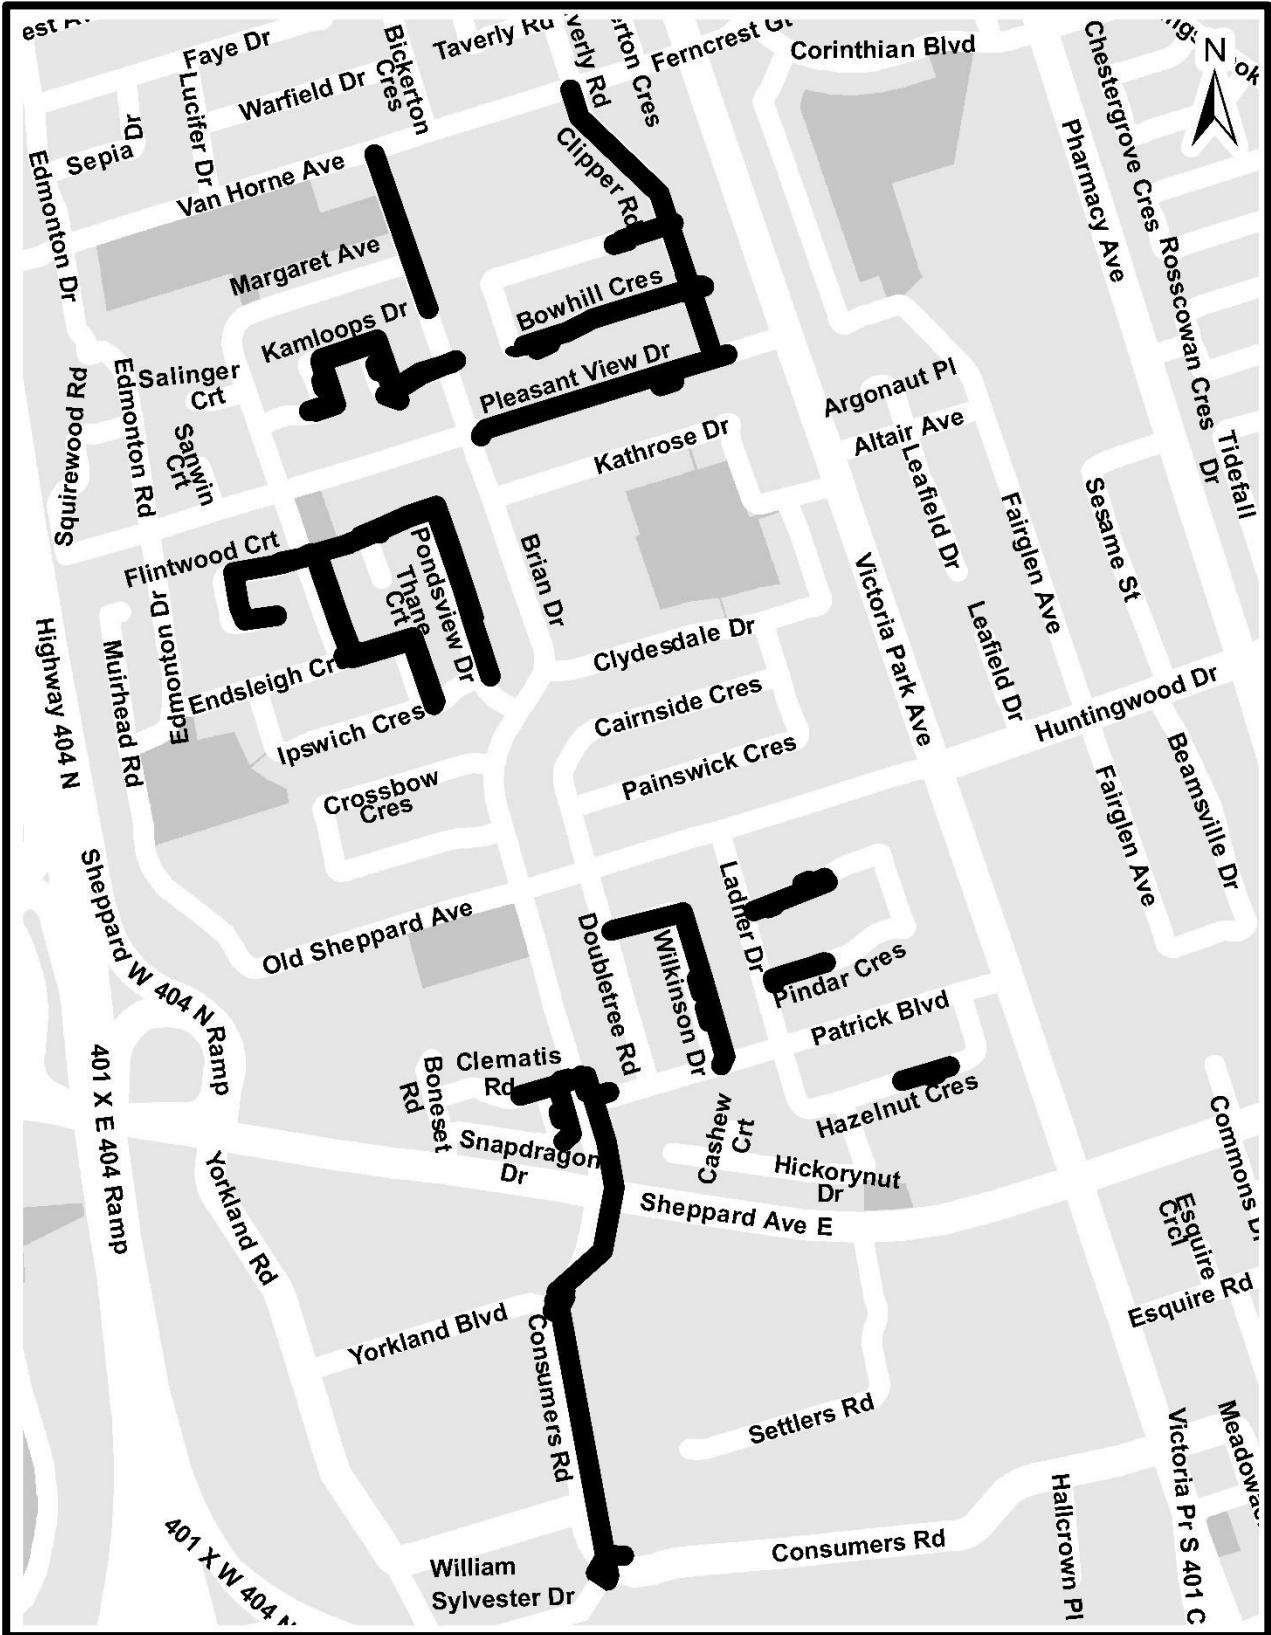 Faye Dr
Bickerton
Cres
Taverly Rd
Ferncrest Gt
Corinthian Blvd
N
Lucifer Dr
Warfield Dr
Sepia Dr
Van Horne Ave
Clipper Rd
Chestergrove Cres
Pharmacy Ave
Edmonton Dr
Margaret Ave
Rosscowan Cres
Kamloops Dr
Bowhill Cres
Salinger
Crt
Pleasant View Dr
Squirewood Rd
Edmonton Rd
Sanwin
Crt
Argonaut Pl
Altair Ave
Kathrose Dr
Leafield Dr
Tidefall
Dr
Sesame St
Fairglen Ave
Flintwood Crt
Pondsview Dr
Thane
Crt
Brian Dr
Victoria Park Ave
Edmonton Dr
Muirhead Rd
Highway 404 N
Clydesdale Dr
Leafield Dr
Endsleigh Cr
Ipswich Cres
Cairnside Cres
Huntingwood Dr
Painswick Cres
Crossbow
Cres
Beamsville Dr
Fairglen Ave
Sheppard W 404 N Ramp
Old Sheppard Ave
Doubletree Rd
Wilkinson Dr
Ladner Dr
Pindar Cres
Patrick Blvd
401 X E 404 Ramp
Clematis
Rd
Boneset
Rd
Snapdragon
Dr
Cashew
Crt
Hazelnut Cres
Hickorynut
Dr
Sheppard Ave E
Commons
Yorkland Rd
Esquire
Crcl
Esquire Rd
Yorkland Blvd
Consumers Rd
Settlers Rd
Victoria Pr S 401 C
Hallcrown Pl
401 X W 404 N
William
Sylvester Dr
Consumers Rd